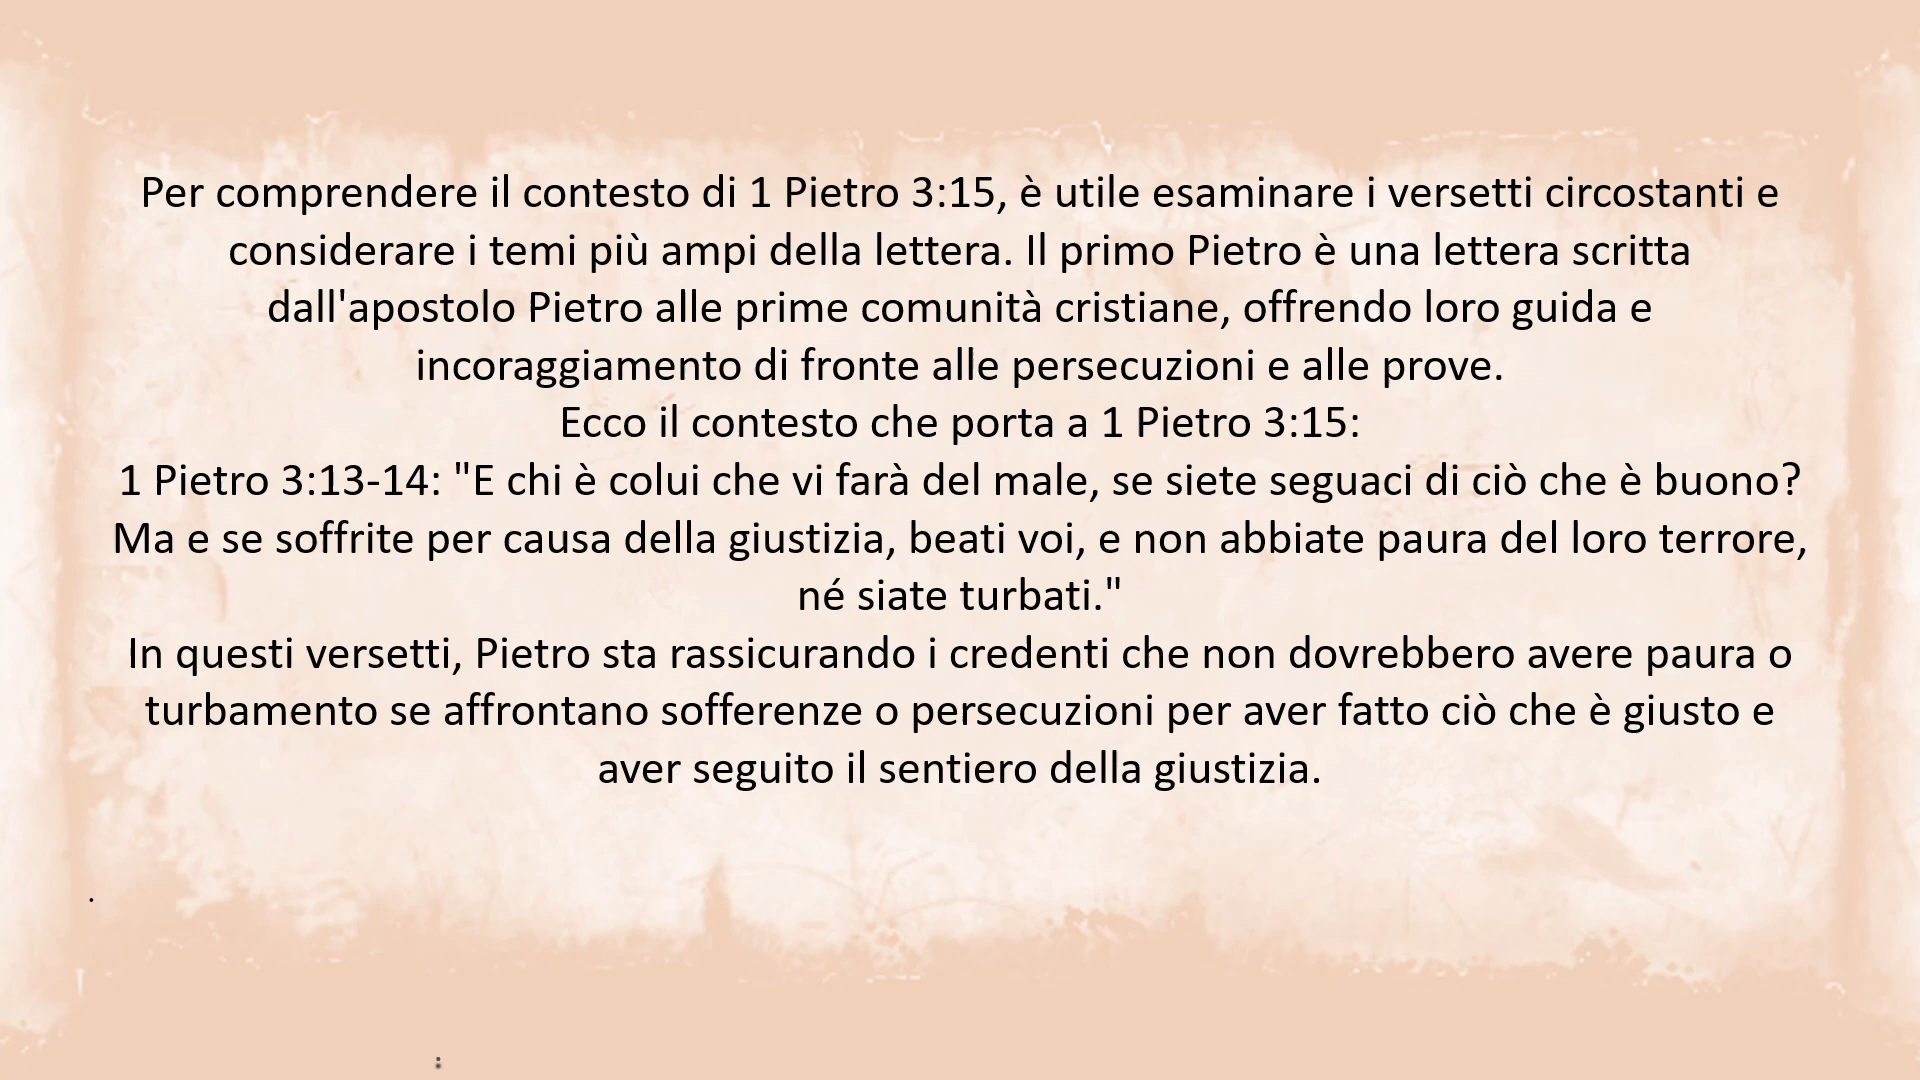 Per comprendere il contesto di 1 Pietro 3:15, è utile esaminare i versetti circostanti e
considerare i temi più ampi della lettera. Il primo Pietro è una lettera scritta
dall'apostolo Pietro alle prime comunità cristiane, offrendo loro guida e
incoraggiamento di fronte alle persecuzioni e alle prove.
Ecco il contesto che porta a 1 Pietro 3:15:
1 Pietro 3:13-14: "E chi è colui che vi farà del male, se siete seguaci di ciò che è buono?
Ma e se soffrite per causa della giustizia, beati voi, e non abbiate paura del loro terrore,
né siate turbati."
In questi versetti, Pietro sta rassicurando i credenti che non dovrebbero avere paura o
turbamento se affrontano sofferenze o persecuzioni per aver fatto ciò che è giusto e
aver seguito il sentiero della giustizia.
.
: